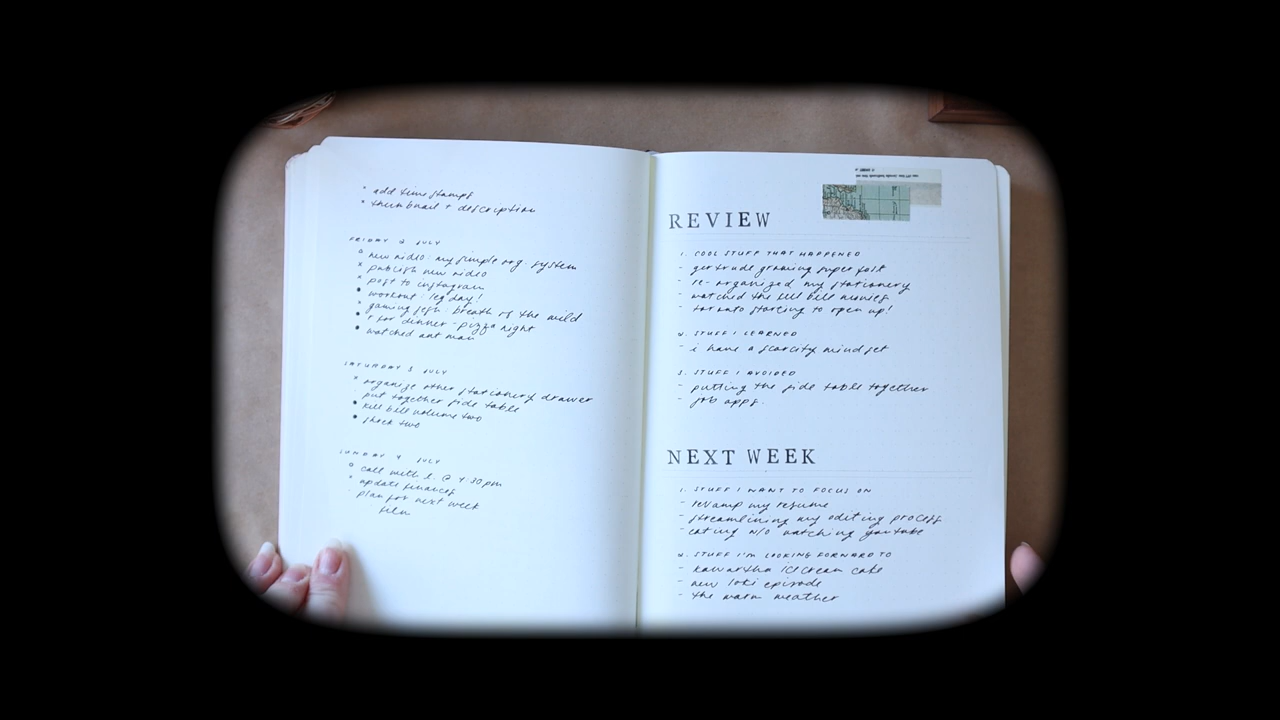 add time stamps
thumbnail + description
FRIDAY 2 JULY
new video: my simple org. system
publish new video
post to instagram
workout: leg day!
gaming sesh: breath of the wild
for dinner - pizza night
watched ant man
SATURDAY 3 JULY
organize other stationery drawer
put together side table
kill bill volume two
shrek two
SUNDAY 4 JULY
call with l. @ 4:30pm
update finances
plan for next week
film
REVIEW
1. COOL STUFF THAT HAPPENED
- gertrude growing super fast
- re-organized my stationery
- watched the kill bill movies
- toronto starting to open up!
2. STUFF I LEARNED
- i have a scarcity mindset
3. STUFF I AVOIDED
- putting the side table together
- job apps.
NEXT WEEK
1. STUFF I WANT TO FOCUS ON
- revamp my resume
- streamlining my editing process
- eating w/o watching youtube
2. STUFF I'M LOOKING FORWARD TO
- kawartha ice cream cake
- new loki episode
- the warm weather